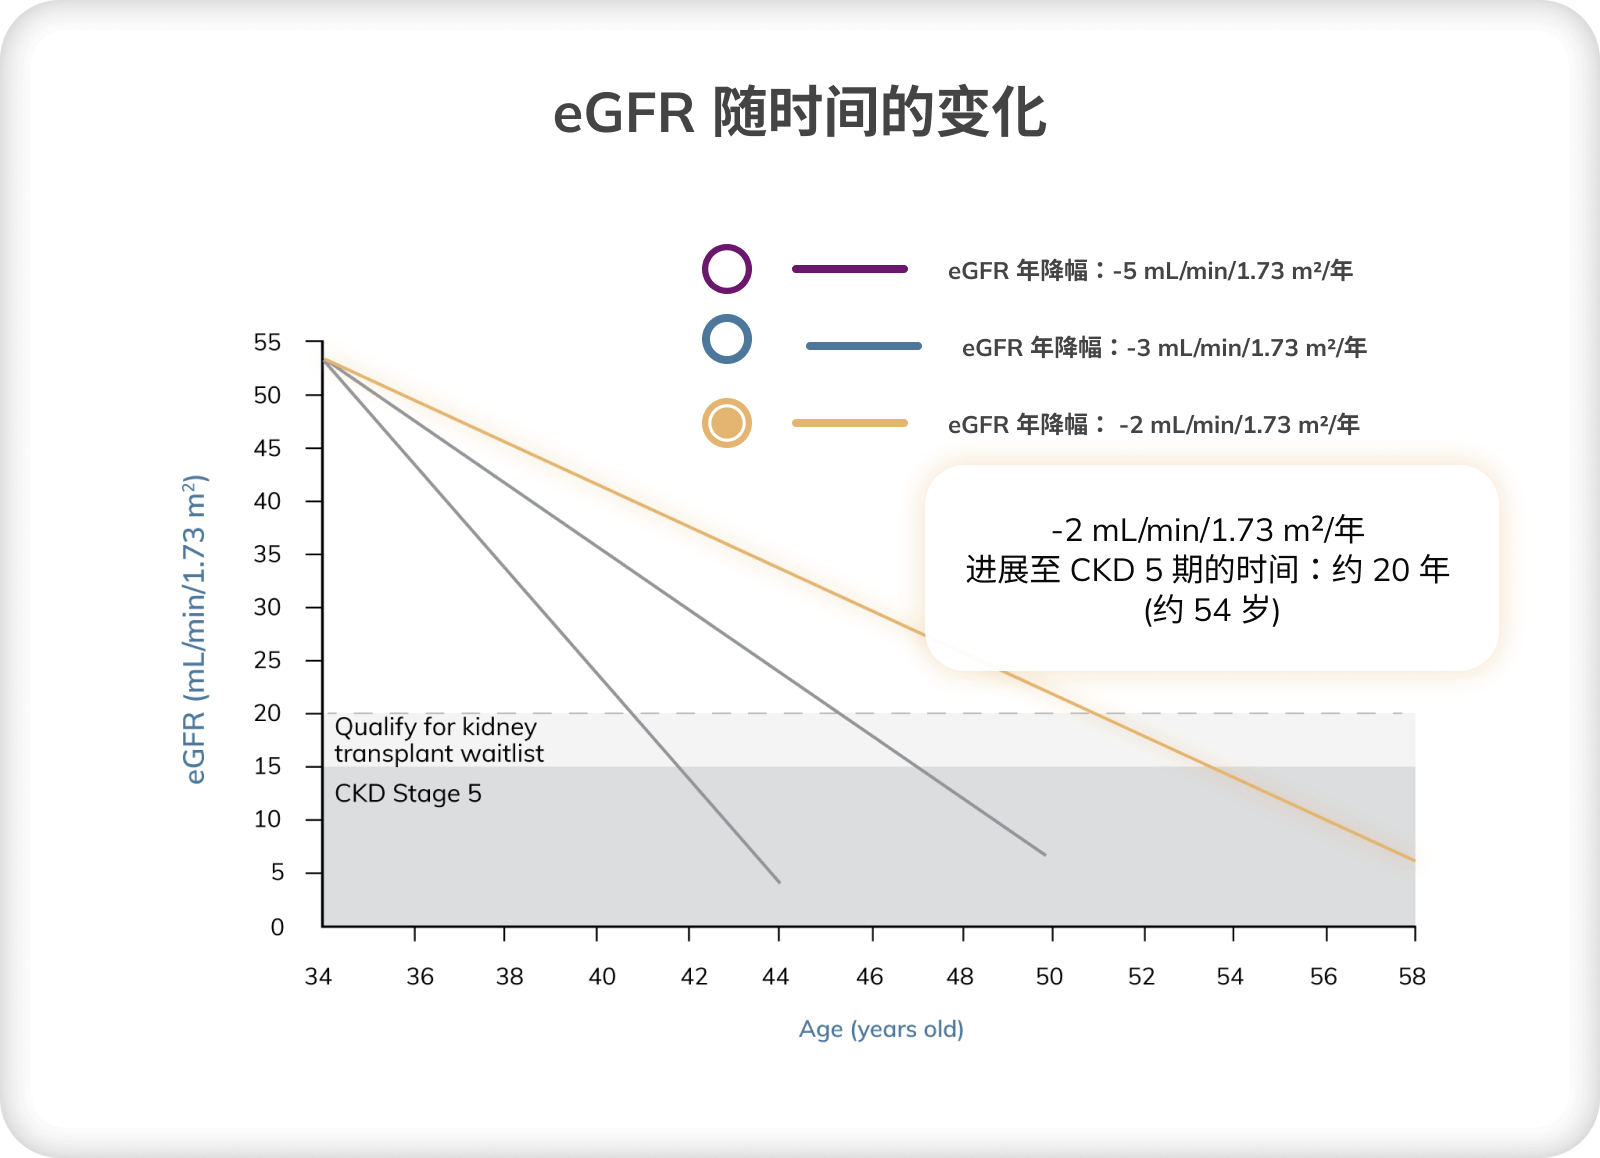 eGFR 随时间的变化
eGFR 年降幅：-5 mL/min/1.73 m²/年
eGFR 年降幅：-3 mL/min/1.73 m²/年
eGFR 年降幅： -2 mL/min/1.73 m²/年
-2 mL/min/1.73 m²/年
进展至 CKD 5 期的时间：约 20 年
(约 54 岁)
eGFR (mL/min/1.73 m²)
55
50
45
40
35
30
25
20
15
10
5
0
Qualify for kidney
transplant waitlist
CKD Stage 5
34 36 38 40 42 44 46 48 50 52 54 56 58
Age (years old)